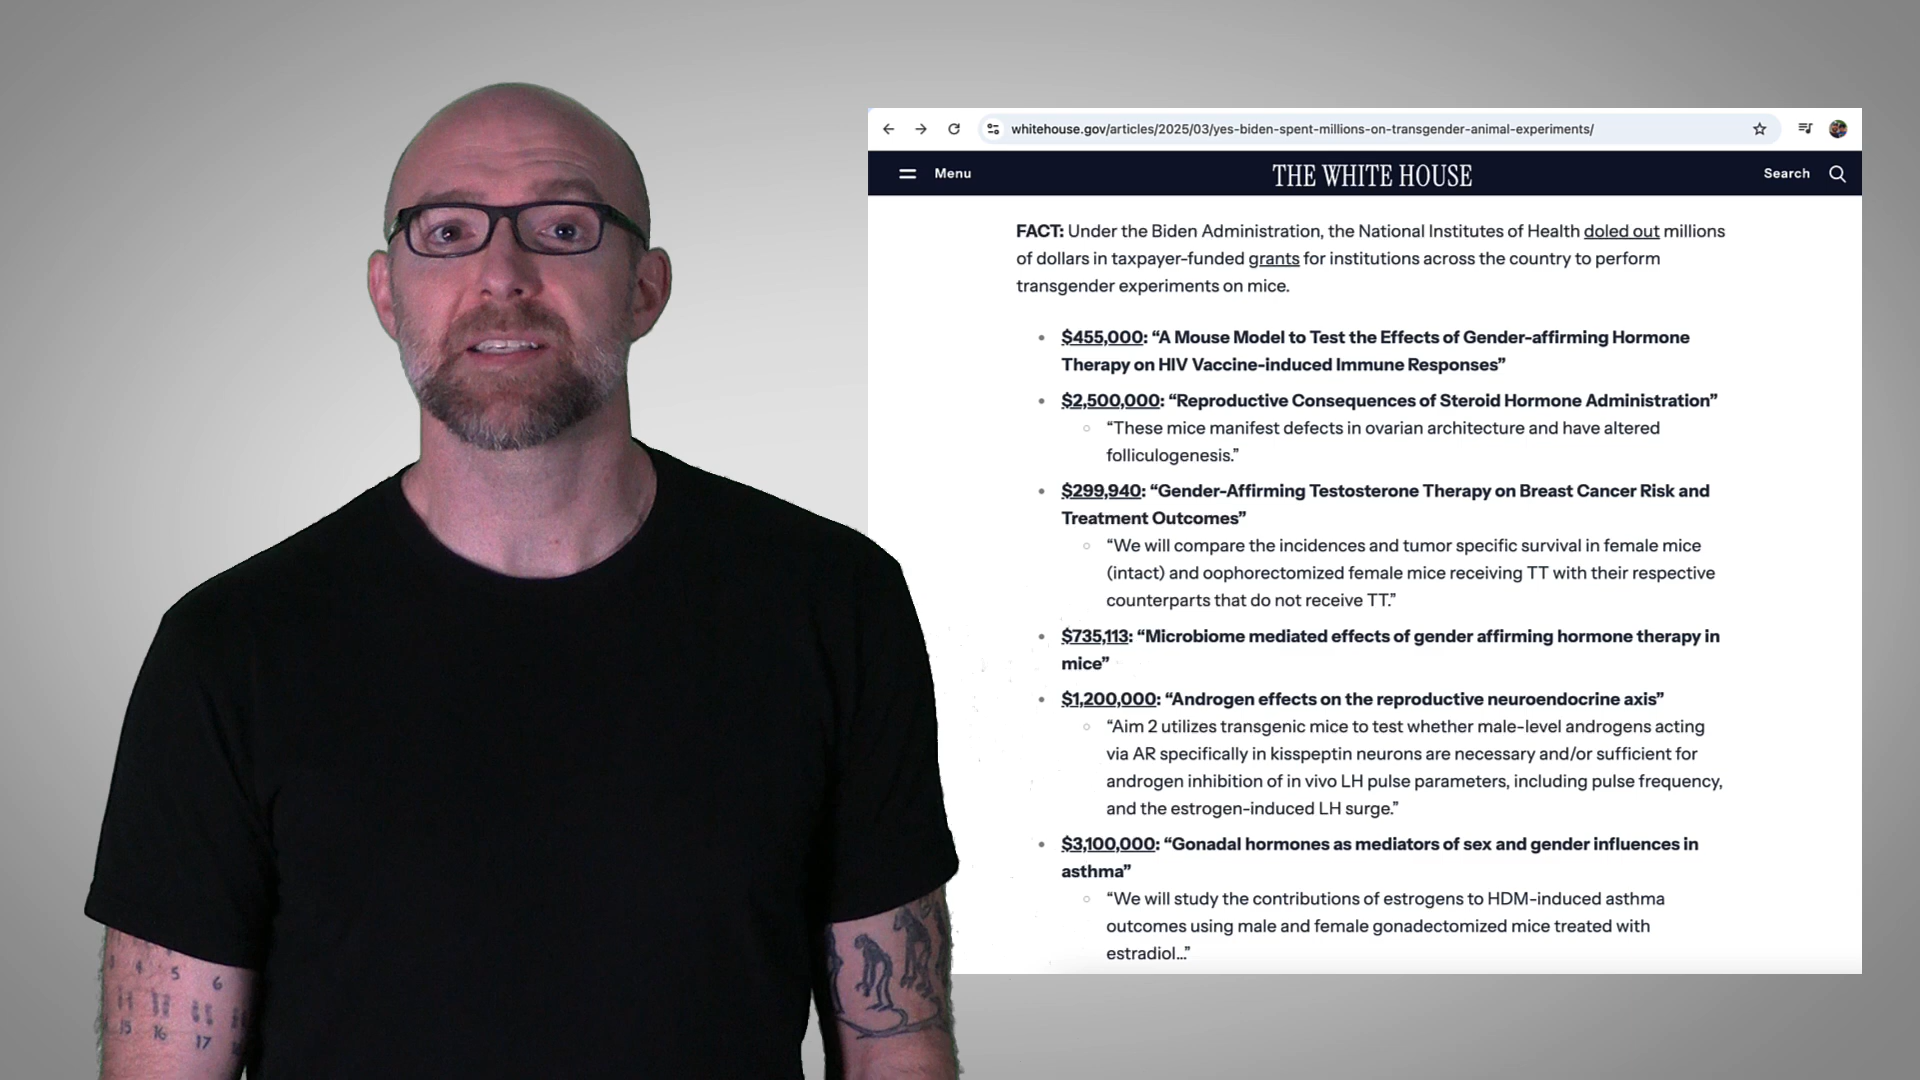 whitehouse.gov/articles/2025/03/yes-biden-spent-millions-on-transgender-animal-experiments/
Menu
THE WHITE HOUSE
Search
FACT: Under the Biden Administration, the National Institutes of Health doled out millions
of dollars in taxpayer-funded grants for institutions across the country to perform
transgender experiments on mice.
$455,000: “A Mouse Model to Test the Effects of Gender-affirming Hormone
Therapy on HIV Vaccine-induced Immune Responses”
$2,500,000: “Reproductive Consequences of Steroid Hormone Administration”
“These mice manifest defects in ovarian architecture and have altered
folliculogenesis.”
$299,940: “Gender-Affirming Testosterone Therapy on Breast Cancer Risk and
Treatment Outcomes”
“We will compare the incidences and tumor specific survival in female mice
(intact) and oophorectomized female mice receiving TT with their respective
counterparts that do not receive TT.”
$735,113: “Microbiome mediated effects of gender affirming hormone therapy in
mice”
$1,200,000: “Androgen effects on the reproductive neuroendocrine axis”
“Aim 2 utilizes transgenic mice to test whether male-level androgens acting
via AR specifically in kisspeptin neurons are necessary and/or sufficient for
androgen inhibition of in vivo LH pulse parameters, including pulse frequency,
and the estrogen-induced LH surge.”
$3,100,000: “Gonadal hormones as mediators of sex and gender influences in
asthma”
“We will study the contributions of estrogens to HDM-induced asthma
outcomes using male and female gonadectomized mice treated with
estradiol…”
4 5 6
15 16 17